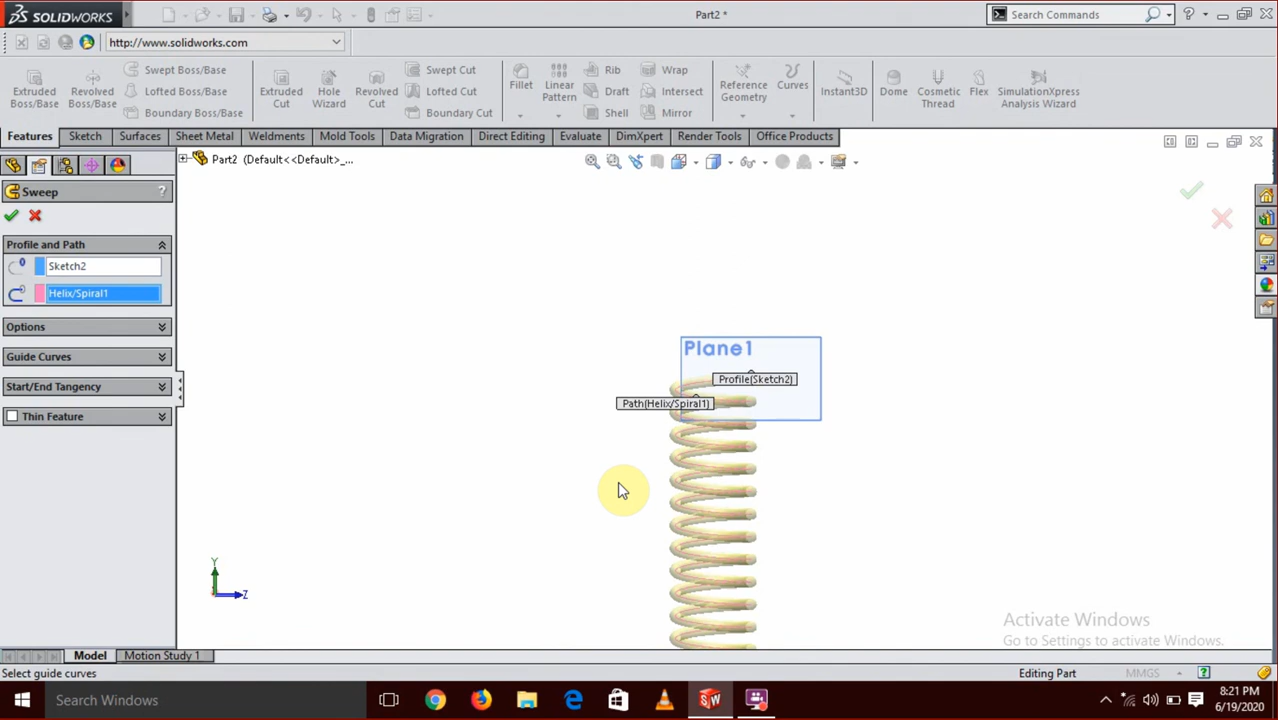 SOLIDWORKS
Part2 *
Search Commands
http://www.solidworks.com
Extruded Boss/Base
Revolved Boss/Base
Swept Boss/Base
Lofted Boss/Base
Boundary Boss/Base
Extruded Cut
Hole Wizard
Revolved Cut
Swept Cut
Lofted Cut
Boundary Cut
Fillet
Linear Pattern
Rib
Draft
Shell
Wrap
Intersect
Mirror
Reference Geometry
Curves
Instant3D
Dome
Cosmetic Thread
Flex
SimulationXpress Analysis Wizard
Features Sketch Surfaces Sheet Metal Weldments Mold Tools Data Migration Direct Editing Evaluate DimXpert Render Tools Office Products
Part2 (Default<<Default>_...
Sweep
?
Profile and Path
Sketch2
Helix/Spiral1
Options
Guide Curves
Start/End Tangency
Thin Feature
Plane1
Profile(Sketch2)
Path(Helix/Spiral1)
Y
Z
Activate Windows
Go to Settings to activate Windows.
Model Motion Study 1
Select guide curves
Editing Part
MMGS
Search Windows
8:21 PM
6/19/2020